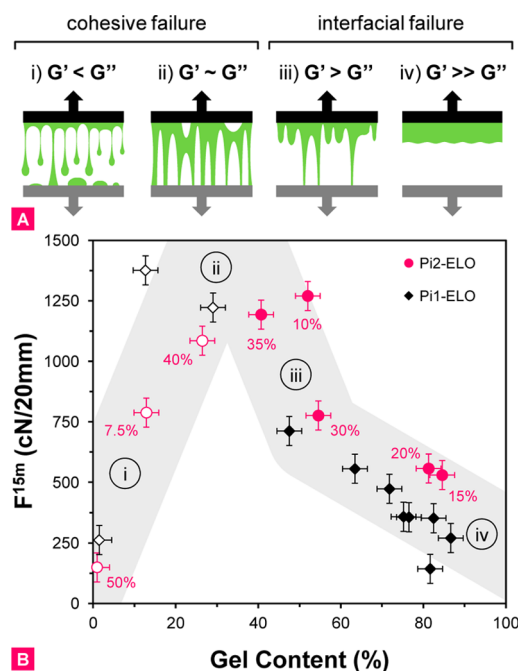 cohesive failure interfacial failure
i) G' < G'' ii) G' ~ G'' iii) G' > G'' iv) G' >> G''
A
1500
1250
1000
750
500
250
0
F15m (cN/20mm)
ii
Pi2-ELO
Pi1-ELO
10%
35%
40%
iii
7.5%
30%
i
20%
15%
iv
50%
0 20 40 60 80 100
Gel Content (%)
B